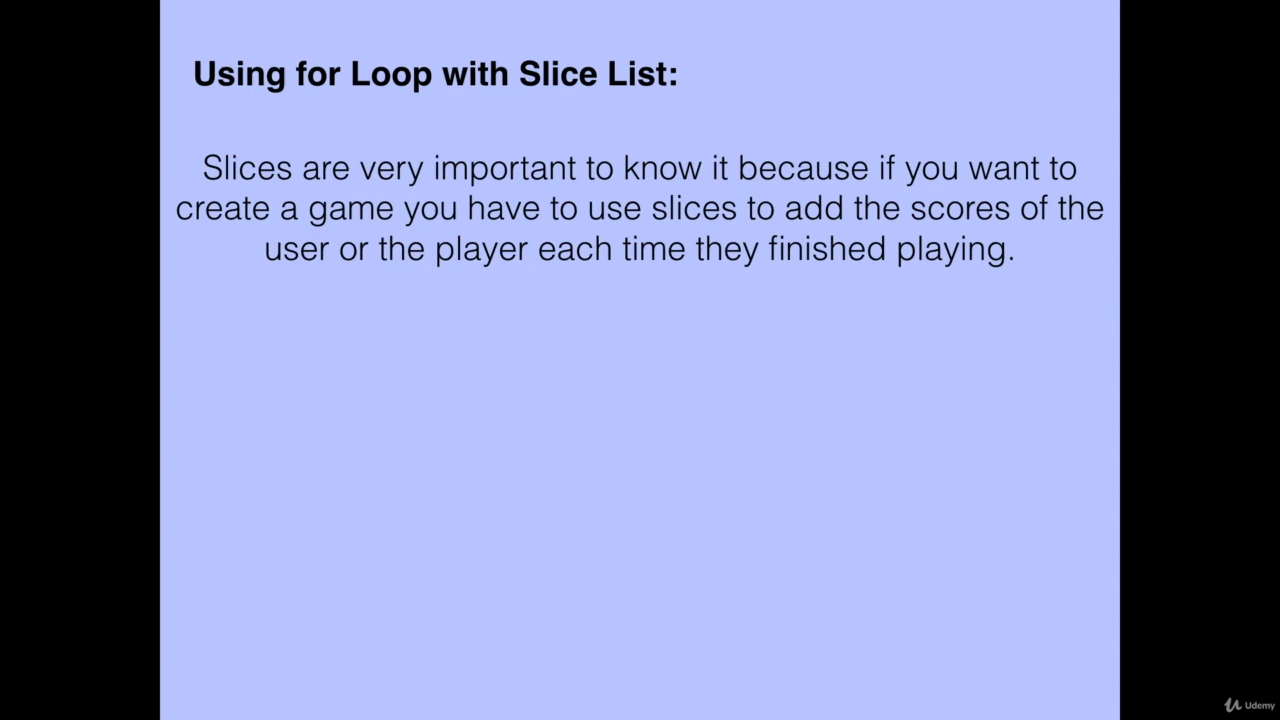 Using for Loop with Slice List:
Slices are very important to know it because if you want to
create a game you have to use slices to add the scores of the
user or the player each time they finished playing.
Udemy